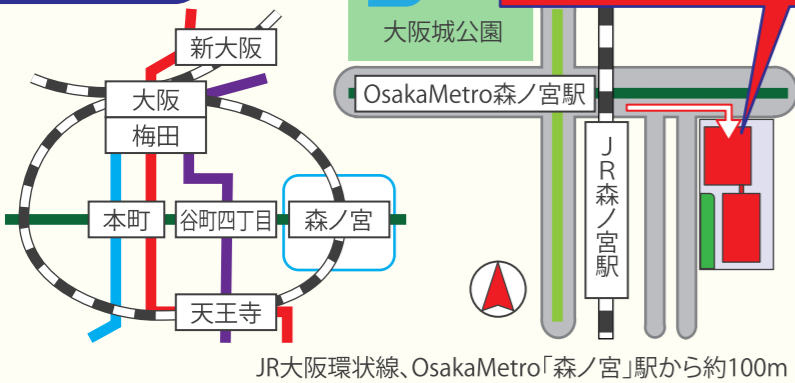 新大阪
大阪
梅田
本町
谷町四丁目
森ノ宮
天王寺
大阪城公園
OsakaMetro森ノ宮駅
JR森ノ宮駅
JR大阪環状線、OsakaMetro「森ノ宮」駅から約100m